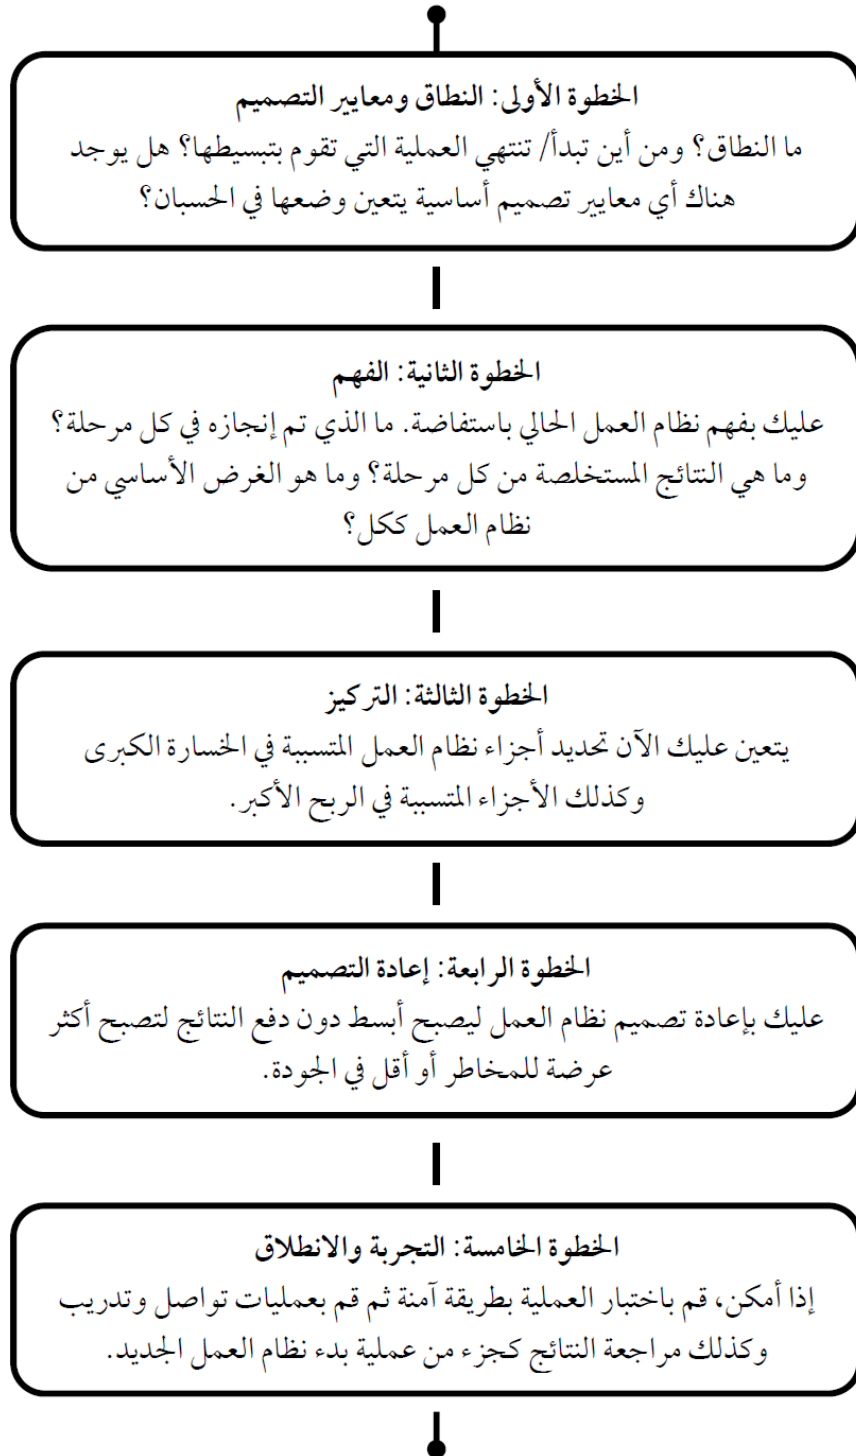 الخطوة الأولى: النطاق ومعايير التصميم
ما النطاق؟ ومن أين تبدأ/ تنتهي العملية التي تقوم بتبسيطها؟ هل يوجد
هناك أي معايير تصميم أساسية يتعين وضعها في الحسبان؟
الخطوة الثانية: الفهم
عليك بفهم نظام العمل الحالي باستفاضة. ما الذي تم إنجازه في كل مرحلة؟
وما هي النتائج المستخلصة من كل مرحلة؟ وما هو الغرض الأساسي من
نظام العمل ككل؟
الخطوة الثالثة: التركيز
يتعين عليك الآن تحديد أجزاء نظام العمل المتسببة في الخسارة الكبرى
وكذلك الأجزاء المتسببة في الربح الأكبر.
الخطوة الرابعة: إعادة التصميم
عليك بإعادة تصميم نظام العمل ليصبح أبسط دون دفع النتائج لتصبح أكثر
عرضة للمخاطر أو أقل في الجودة.
الخطوة الخامسة: التجربة والانطلاق
إذا أمكن، قم باختبار العملية بطريقة آمنة ثم قم بعمليات تواصل وتدريب
وكذلك مراجعة النتائج كجزء من عملية بدء نظام العمل الجديد.